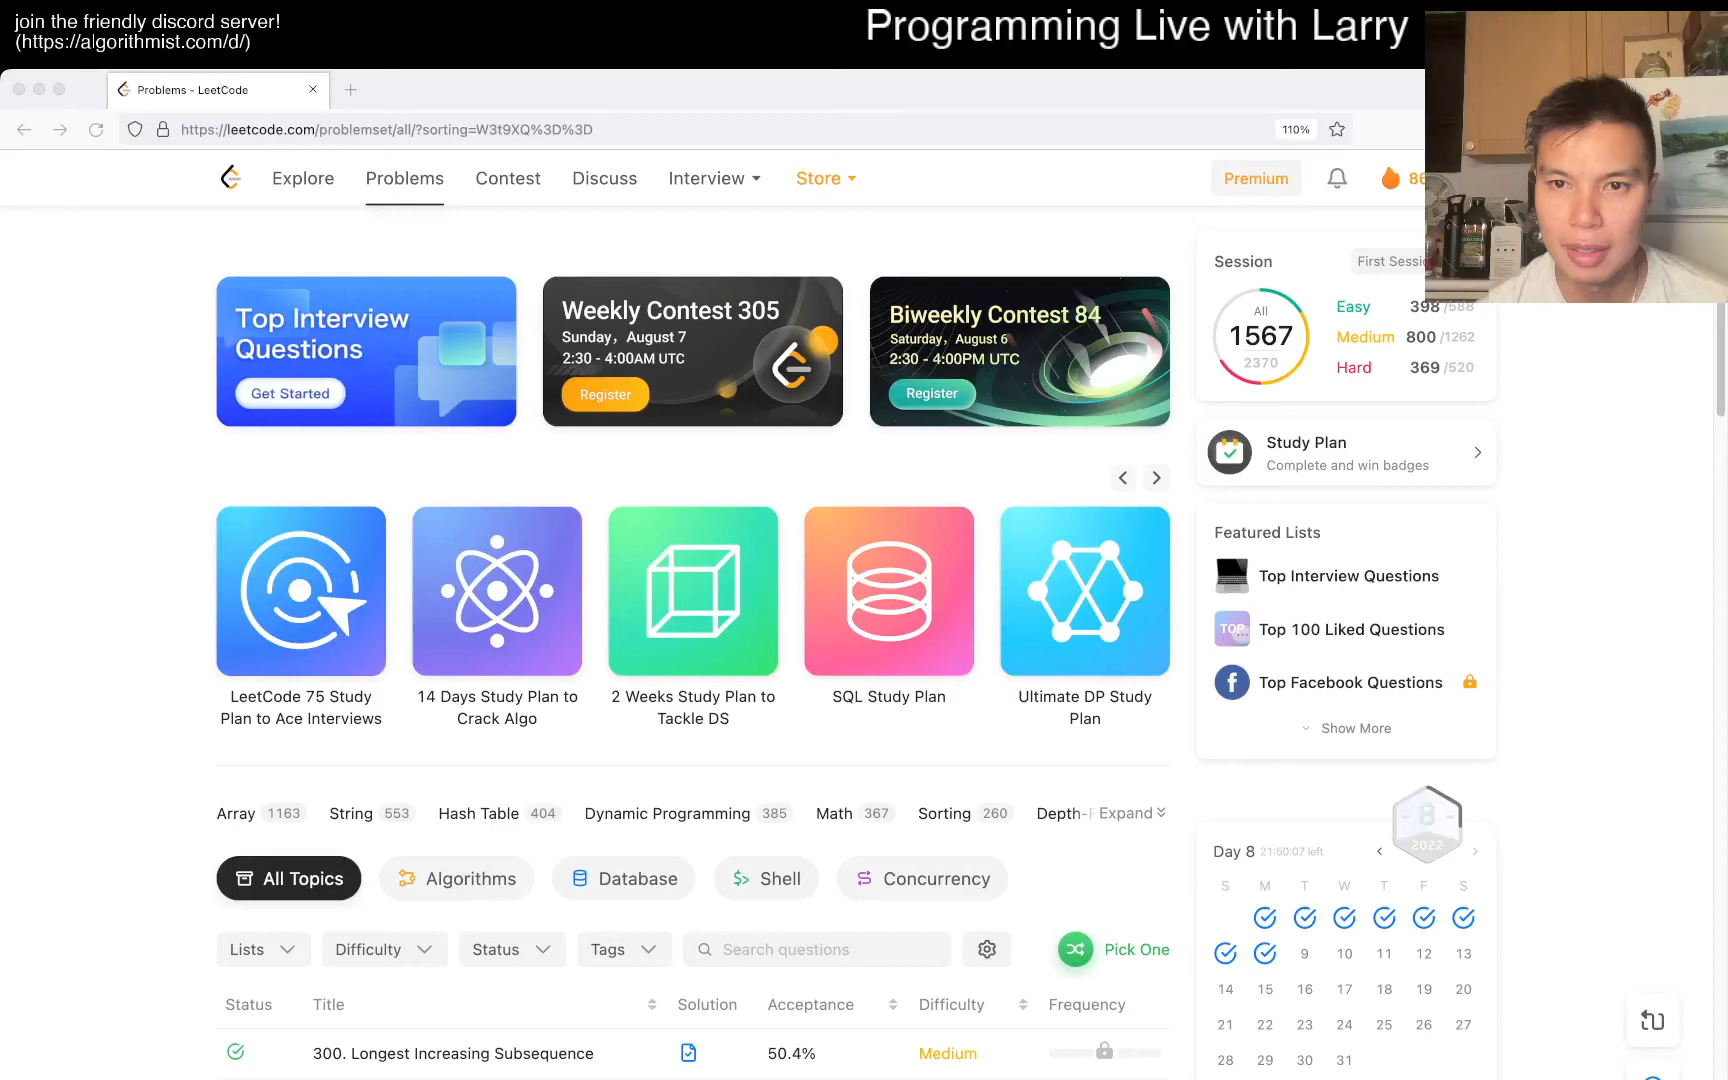 join the friendly discord server!
(https://algorithmist.com/d/)
Programming Live with Larry
Problems - LeetCode
https://leetcode.com/problemset/all/?sorting=W3t9XQ%3D%3D
110%
Explore
Problems
Contest
Discuss
Interview
Store
Premium
86
Top Interview
Questions
Get Started
Weekly Contest 305
Sunday, August 7
2:30 - 4:00AM UTC
Register
Biweekly Contest 84
Saturday, August 6
2:30 - 4:00PM UTC
Register
Session
First Sessio
All
1567
2370
Easy 398 /588
Medium 800 /1262
Hard 369 /520
Study Plan
Complete and win badges
Featured Lists
Top Interview Questions
TOP
Top 100 Liked Questions
Top Facebook Questions
Show More
LeetCode 75 Study
Plan to Ace Interviews
14 Days Study Plan to
Crack Algo
2 Weeks Study Plan to
Tackle DS
SQL Study Plan
Ultimate DP Study
Plan
Array 1163
String 553
Hash Table 404
Dynamic Programming 385
Math 367
Sorting 260
Depth-F
Expand
All Topics
Algorithms
Database
Shell
Concurrency
Lists
Difficulty
Status
Tags
Search questions
Pick One
Status Title Solution Acceptance Difficulty Frequency
300. Longest Increasing Subsequence 50.4% Medium
8
2022
Day 8 21:50:07 left
S M T W T F S
9 10 11 12 13
14 15 16 17 18 19 20
21 22 23 24 25 26 27
28 29 30 31